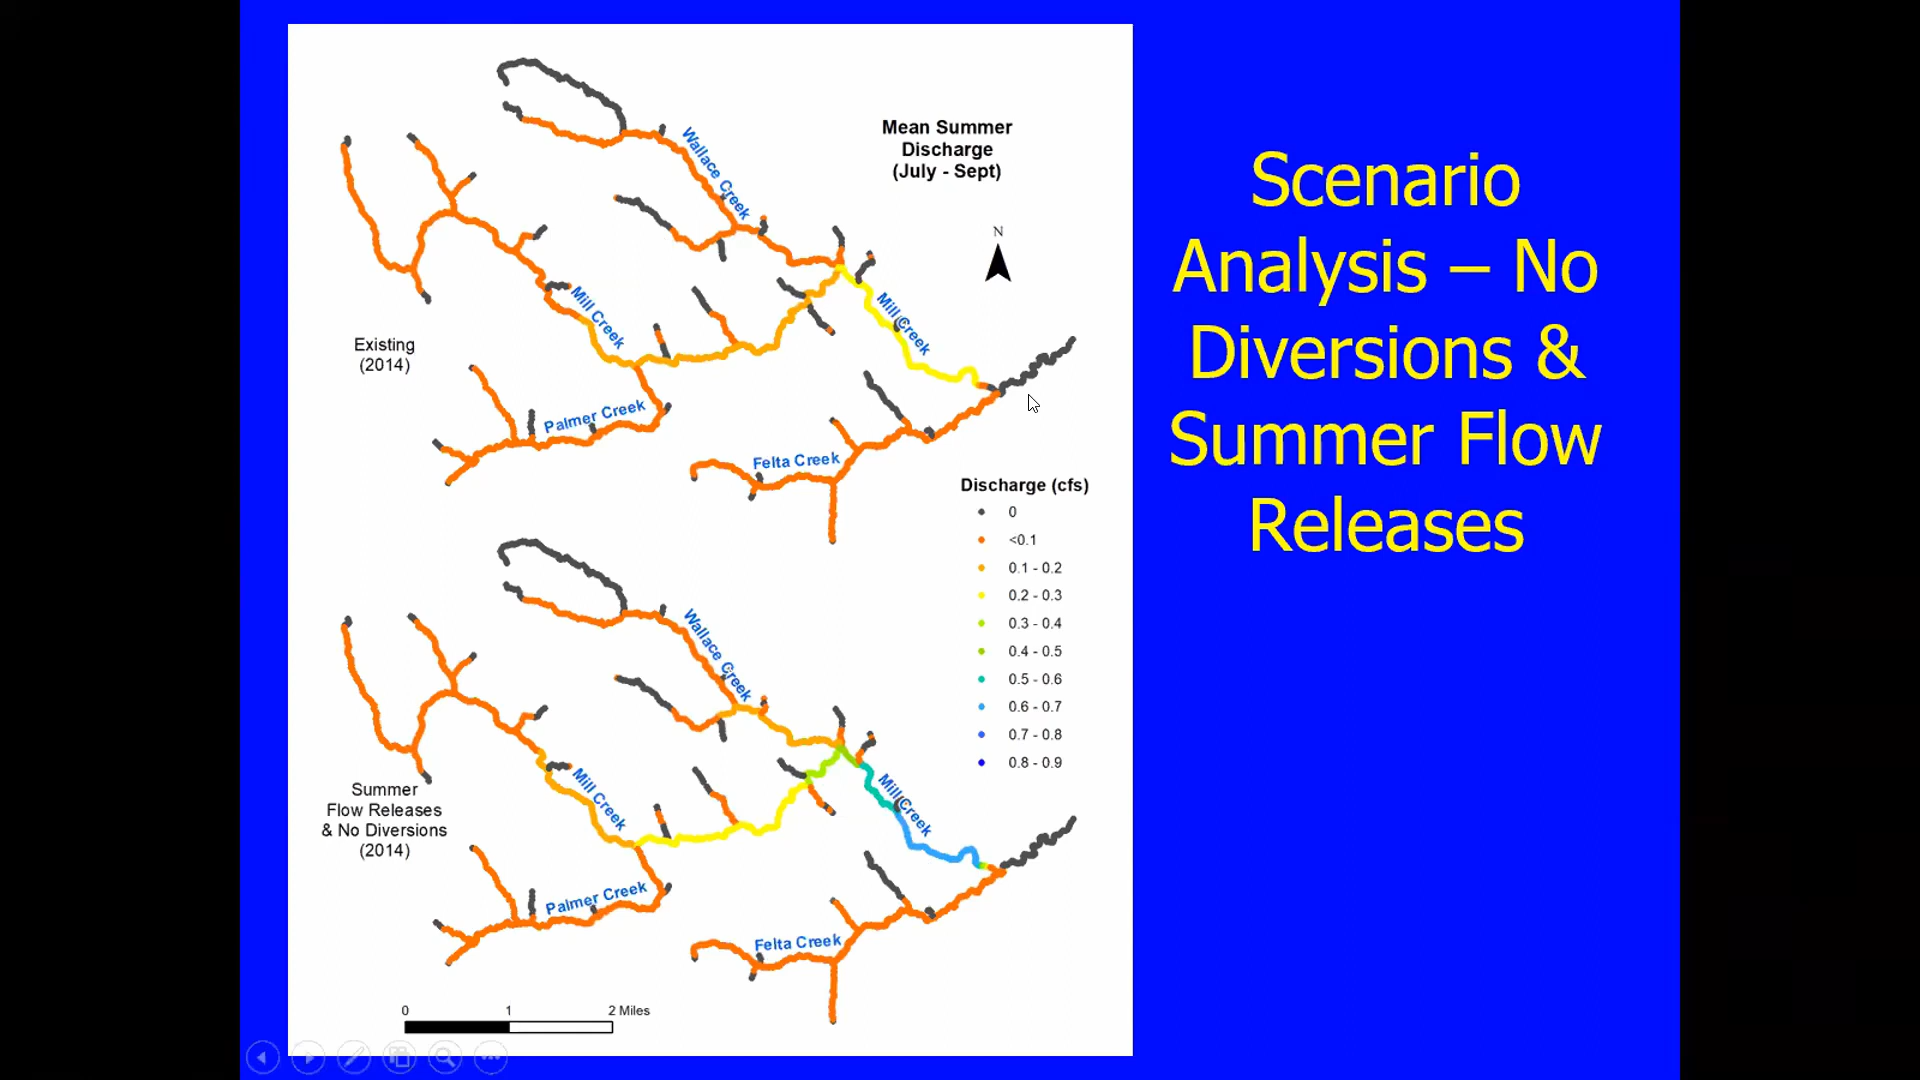 Scenario
Analysis – No
Diversions &
Summer Flow
Releases
Mean Summer
Discharge
(July - Sept)
N
Wallace Creek
Mill Creek
Mill Creek
Existing
(2014)
Palmer Creek
Felta Creek
Discharge (cfs)
0
<0.1
0.1 - 0.2
0.2 - 0.3
0.3 - 0.4
0.4 - 0.5
0.5 - 0.6
0.6 - 0.7
0.7 - 0.8
0.8 - 0.9
Wallace Creek
Mill Creek
Mill Creek
Summer
Flow Releases
& No Diversions
(2014)
Palmer Creek
Felta Creek
0 1 2 Miles